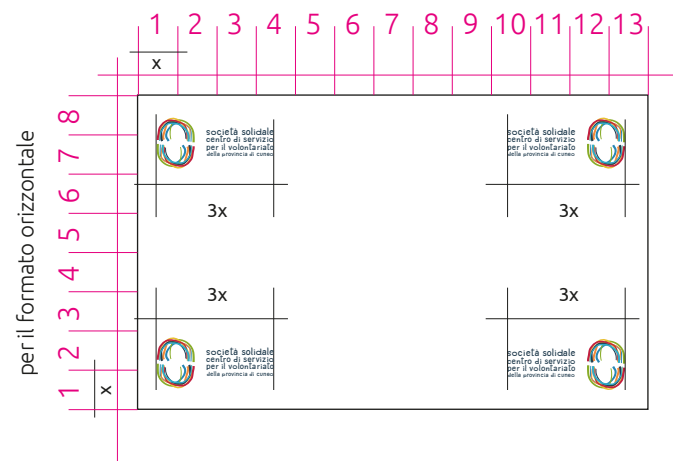 1 2 3 4 5 6 7 8 9 10 11 12 13
x
8
7
6
5
4
3
2
1
x
per il formato orizzontale
società solidale
centro di servizio
per il volontariato
della provincia di cuneo
3x
società solidale
centro di servizio
per il volontariato
della provincia di cuneo
3x
3x
società solidale
centro di servizio
per il volontariato
della provincia di cuneo
3x
società solidale
centro di servizio
per il volontariato
della provincia di cuneo